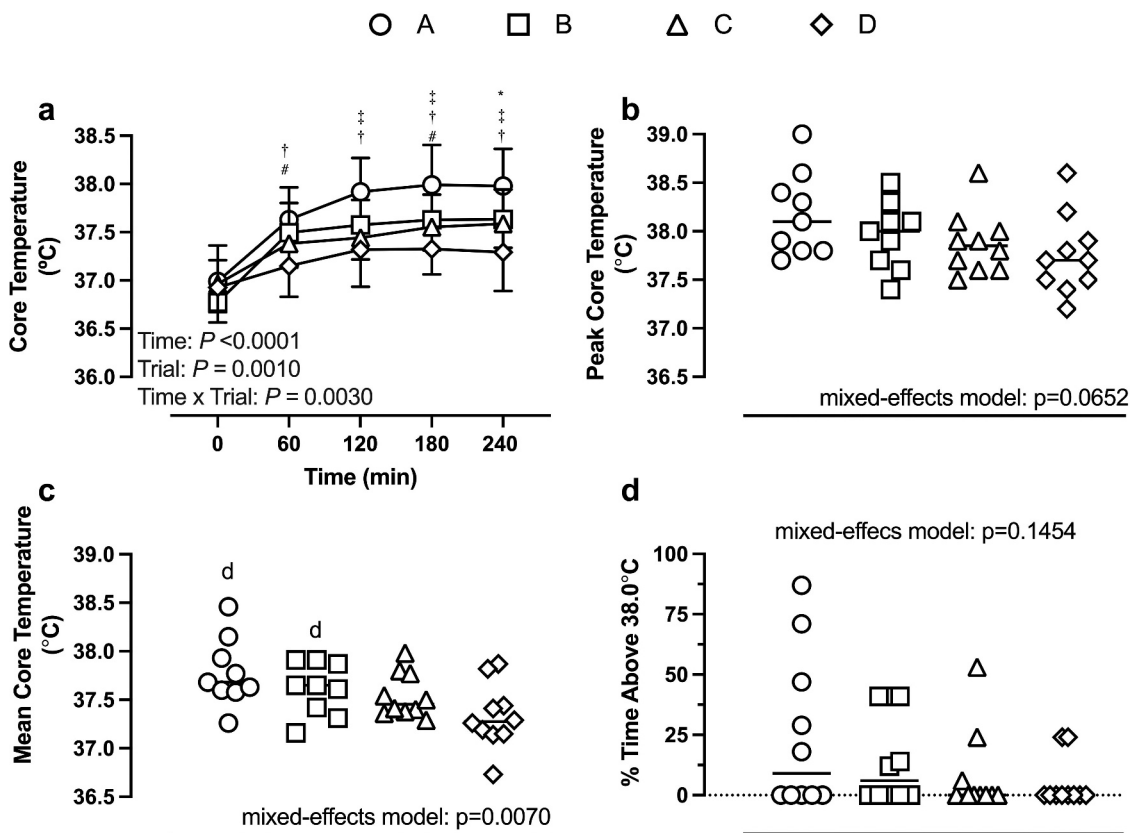 A B C D
a
‡ *
‡ † ‡
† † # †
#
38.5
38.0
37.5
37.0
36.5
36.0
Core Temperature
(ºC)
Time: P <0.0001
Trial: P = 0.0010
Time x Trial: P = 0.0030
0 60 120 180 240
Time (min)
b
39.0
38.5
38.0
37.5
37.0
36.5
Peak Core Temperature
(°C)
mixed-effects model: p=0.0652
c
39.0
38.5
38.0
37.5
37.0
36.5
Mean Core Temperature
(°C)
d
d
mixed-effects model: p=0.0070
d
mixed-effecs model: p=0.1454
100
75
50
25
0
% Time Above 38.0°C